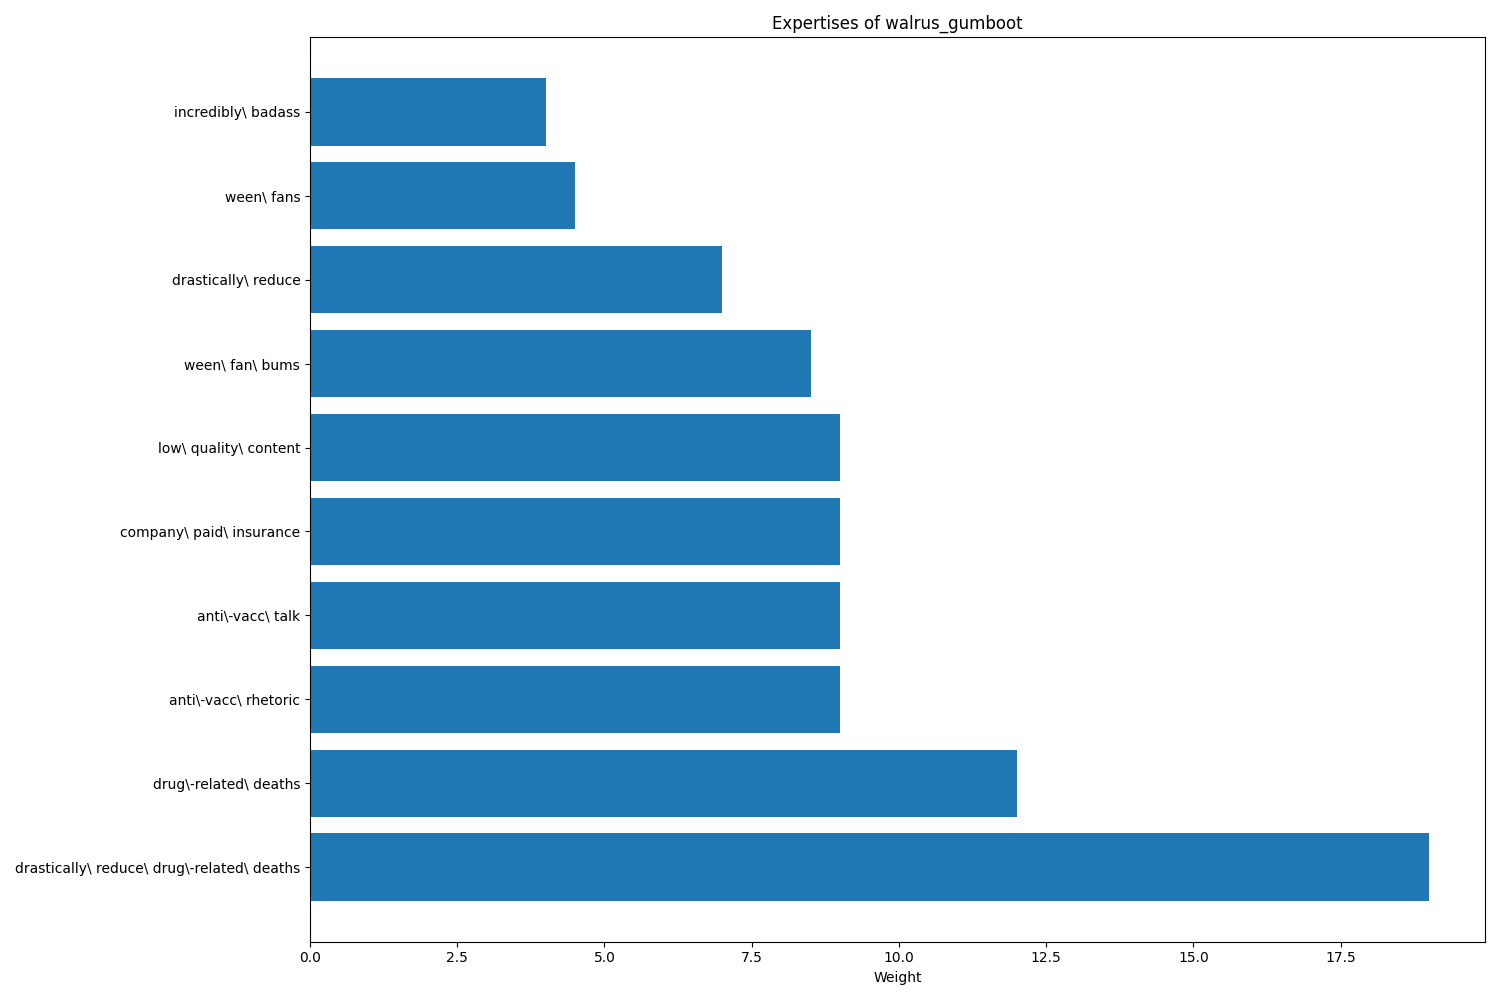 Expertises of walrus_gumboot
incredibly\ badass
ween\ fans
drastically\ reduce
ween\ fan\ bums
low\ quality\ content
company\ paid\ insurance
anti\-vacc\ talk
anti\-vacc\ rhetoric
drug\-related\ deaths
drastically\ reduce\ drug\-related\ deaths
0.0 2.5 5.0 7.5 10.0 12.5 15.0 17.5
Weight